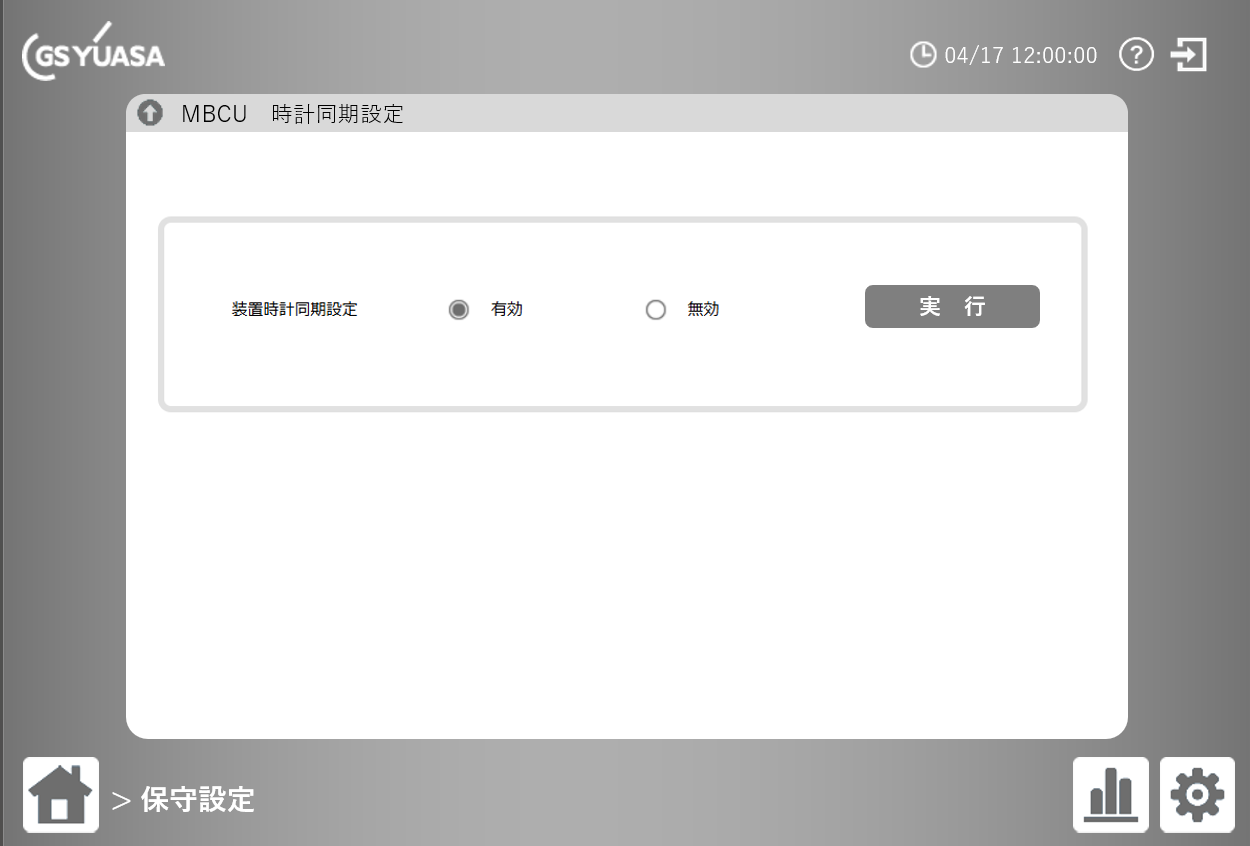 GS YUASA
04/17 12:00:00
?
MBCU 時計同期設定
装置時計同期設定 有効 無効 実 行
> 保守設定